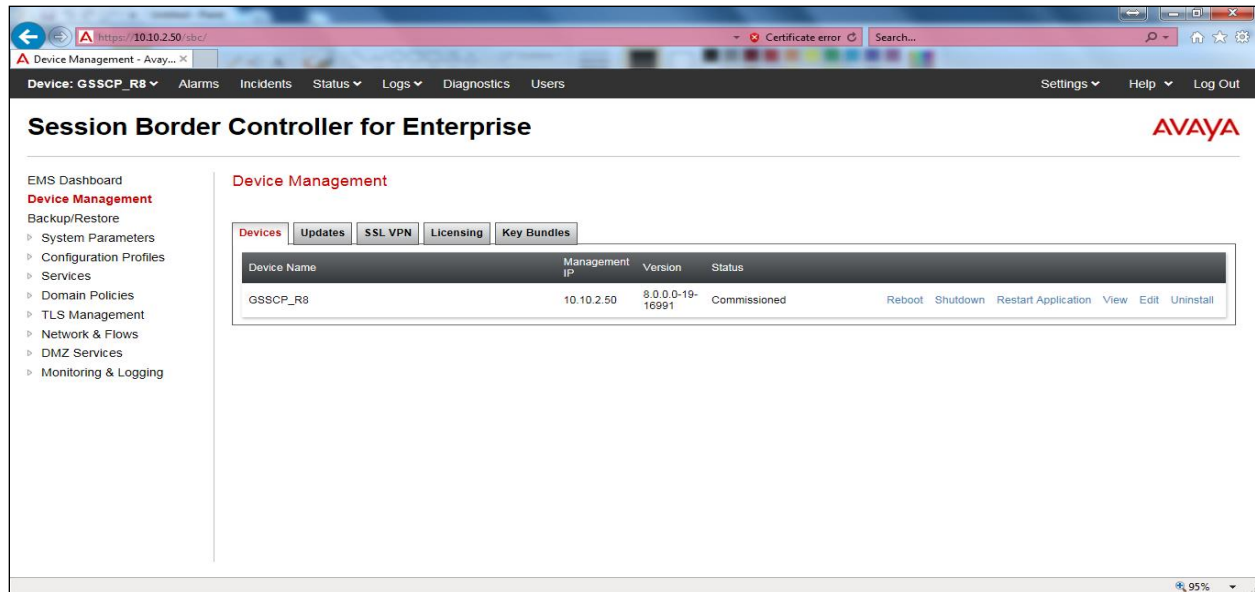 https://10.10.2.50/sbc/
Certificate error
Search...
Device Management - Avay...
Device: GSSCP_R8 Alarms Incidents Status Logs Diagnostics Users Settings Help Log Out
Session Border Controller for Enterprise
AVAYA
EMS Dashboard
Device Management
Backup/Restore
System Parameters
Configuration Profiles
Services
Domain Policies
TLS Management
Network & Flows
DMZ Services
Monitoring & Logging
Device Management
Devices Updates SSL VPN Licensing Key Bundles
Device Name Management IP Version Status
GSSCP_R8 10.10.2.50 8.0.0.0-19-16991 Commissioned Reboot Shutdown Restart Application View Edit Uninstall
95%